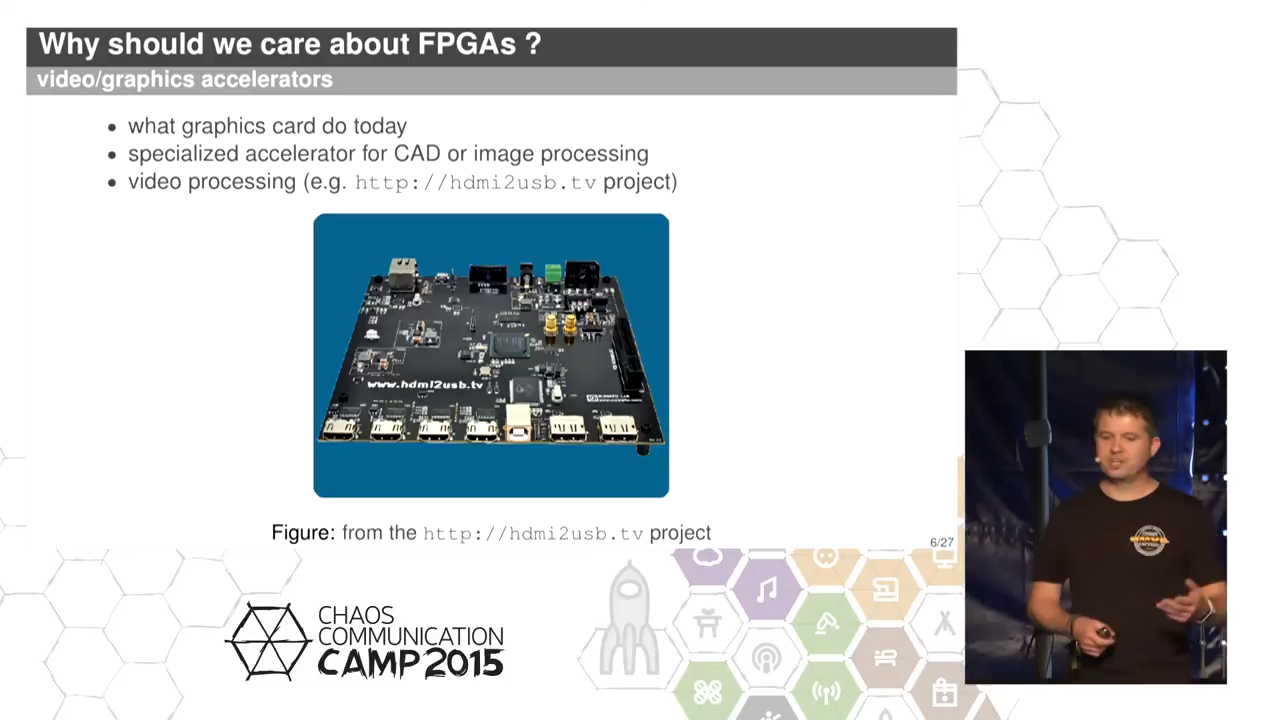 Why should we care about FPGAs ?
video/graphics accelerators
• what graphics card do today
• specialized accelerator for CAD or image processing
• video processing (e.g. http://hdmi2usb.tv project)
www.hdmi2usb.tv
Figure: from the http://hdmi2usb.tv project
6/27
CHAOS
COMMUNICATION
CAMP 2015